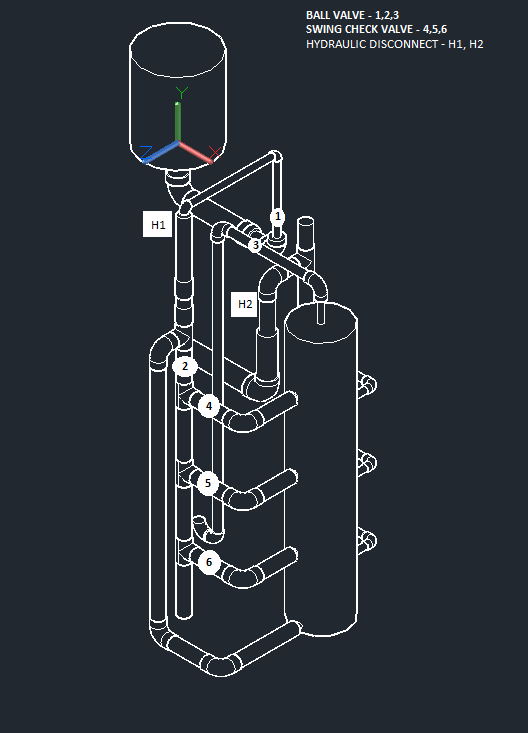 BALL VALVE - 1,2,3
SWING CHECK VALVE - 4,5,6
HYDRAULIC DISCONNECT - H1, H2
Y
Z
X
1
H1
3
H2
2
4
5
6